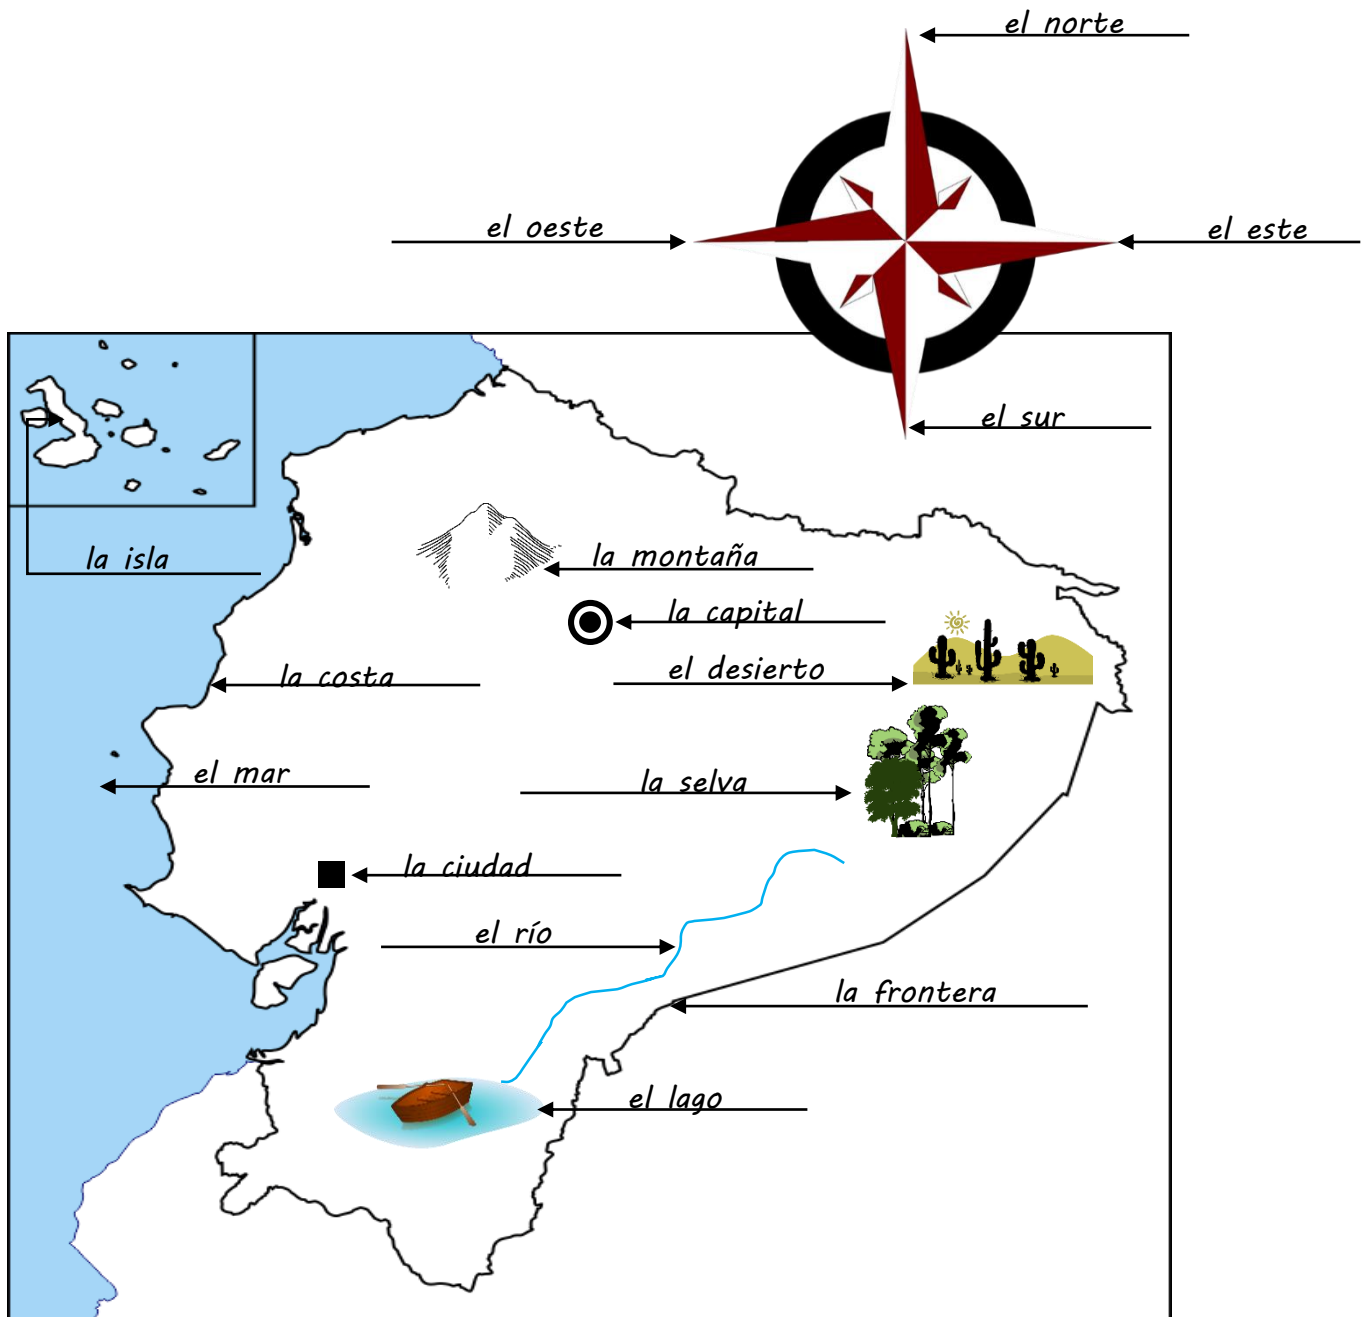 el norte
el oeste
el este
el sur
la isla
la montaña
la capital
el desierto
la costa
el mar
la selva
la ciudad
el río
la frontera
el lago